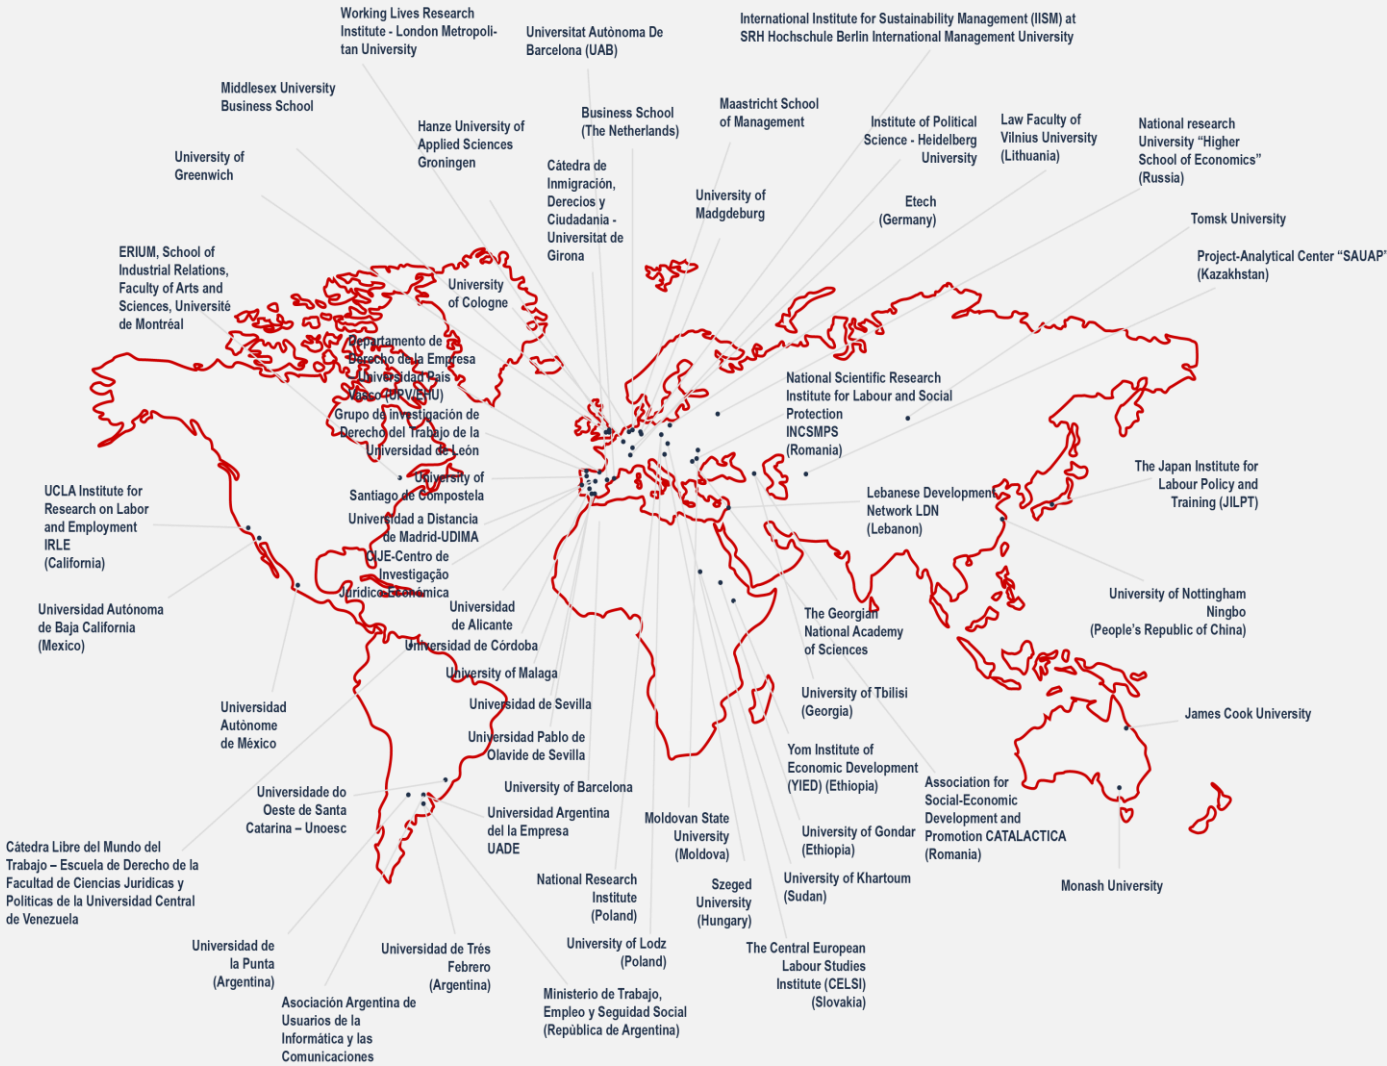 Working Lives Research
Institute - London Metropoli-
tan University
Universitat Autònoma De
Barcelona (UAB)
International Institute for Sustainability Management (IISM) at
SRH Hochschule Berlin International Management University
Middlesex University
Business School
Hanze University of
Applied Sciences
Groningen
Business School
(The Netherlands)
Maastricht School
of Management
Institute of Political
Science - Heidelberg
University
Law Faculty of
Vilnius University
(Lithuania)
National research
University “Higher
School of Economics”
(Russia)
University of
Greenwich
Cátedra de
Inmigración,
Derecios y
Ciudadania -
Universitat de
Girona
University of
Madgdeburg
Etech
(Germany)
Tomsk University
Project-Analytical Center “SAUAP”
(Kazakhstan)
ERIUM, School of
Industrial Relations,
Faculty of Arts and
Sciences, Université
de Montréal
University
of Cologne
Departamento de
Derecho de la Empresa
- Universidad Pais
Vasco (UPV/EHU)
Grupo de investigación de
Derecho del Trabajo de la
Universidad de León
National Scientific Research
Institute for Labour and Social
Protection
INCSMPS
(Romania)
University of
Santiago de Compostela
The Japan Institute for
Labour Policy and
Training (JILPT)
UCLA Institute for
Research on Labor
and Employment
IRLE
(California)
Lebanese Development
Network LDN
(Lebanon)
Universidad a Distancia
de Madrid-UDIMA
CIJE-Centro de
Investigação
Jurídico-Económica
Universidad Autónoma
de Baja California
(Mexico)
Universidad
de Alicante
University of Nottingham
Ningbo
(People’s Republic of China)
The Georgian
National Academy
of Sciences
Universidad de Córdoba
University of Malaga
University of Tbilisi
(Georgia)
Universidad
Autónome
de México
Universidad de Sevilla
James Cook University
Universidad Pablo de
Olavide de Sevilla
Yom Institute of
Economic Development
(YIED) (Ethiopia)
University of Barcelona
Universidade do
Oeste de Santa
Catarina – Unoesc
Association for
Social-Economic
Development and
Promotion CATALACTICA
(Romania)
Universidad Argentina
del la Empresa
UADE
Moldovan State
University
(Moldova)
University of Gondar
(Ethiopia)
Cátedra Libre del Mundo del
Trabajo – Escuela de Derecho de la
Facultad de Ciencias Juridicas y
Politicas de la Universidad Central
de Venezuela
National Research
Institute
(Poland)
Szeged
University
(Hungary)
University of Khartoum
(Sudan)
Monash University
Universidad de
la Punta
(Argentina)
Universidad de Três
Febrero
(Argentina)
University of Lodz
(Poland)
The Central European
Labour Studies
Institute (CELSI)
(Slovakia)
Asociación Argentina de
Usuarios de la
Informática y las
Comunicaciones
Ministerio de Trabajo,
Empleo y Seguidad Social
(Repùblica de Argentina)